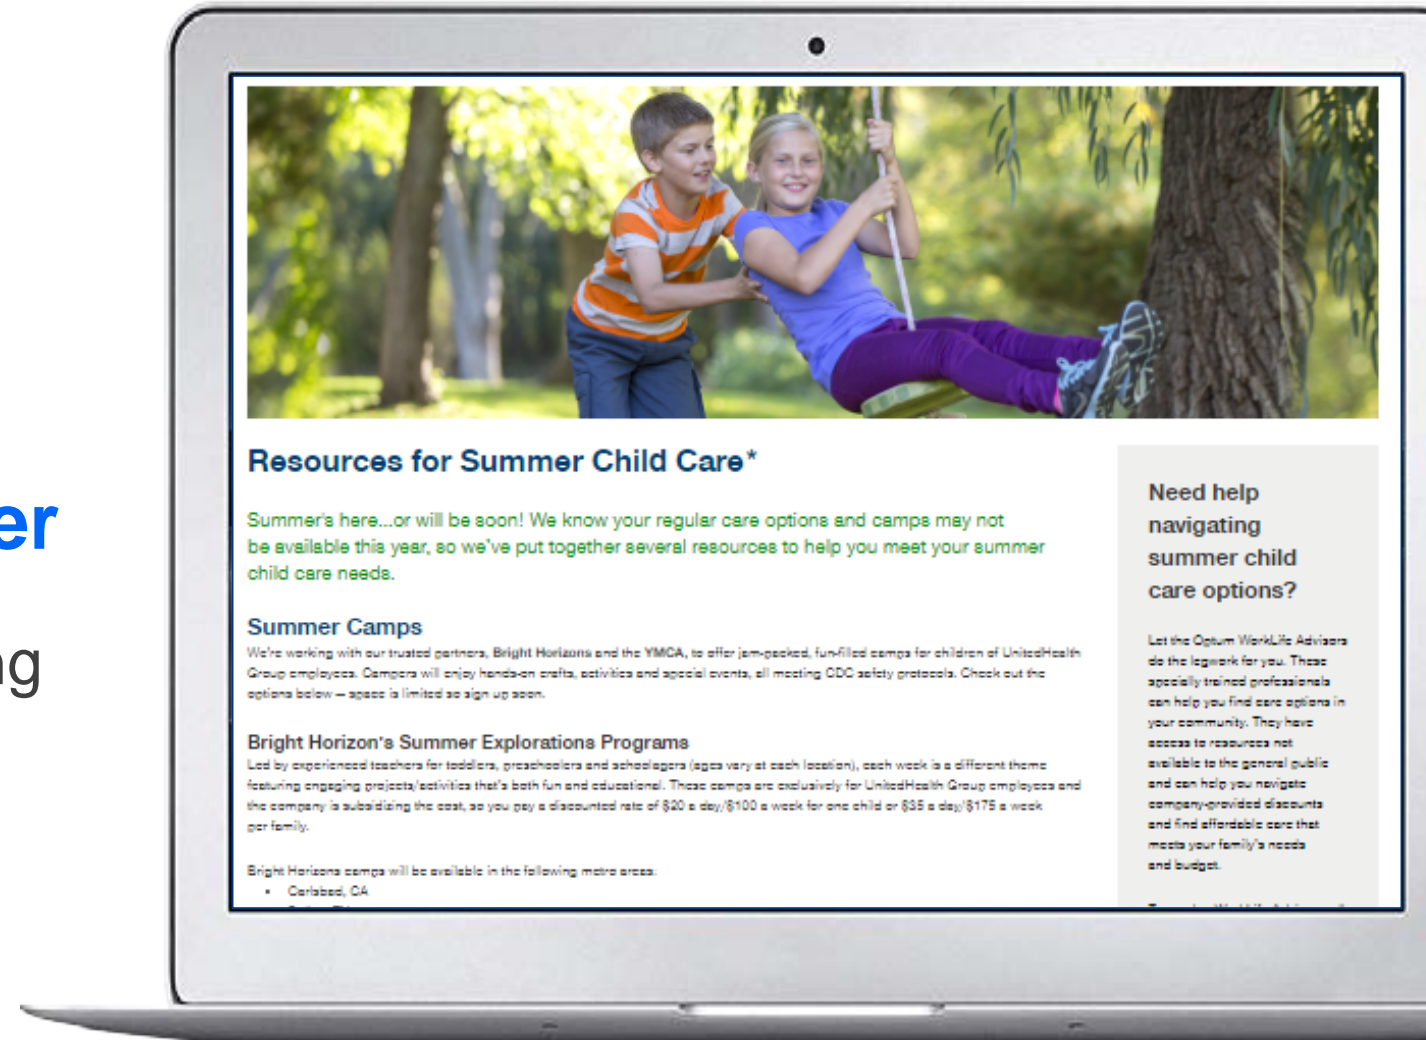 er
ng
Resources for Summer Child Care*
Summer's here...or will be soon! We know your regular care options and camps may not
be available this year, so we've put together several resources to help you meet your summer
child care needs.
Summer Camps
We're working with our trusted partners, Bright Horizons and the YMCA, to offer jam-packed, fun-filled camps for children of UnitedHealth
Group employees. Campers will enjoy hands-on crafts, activities and special events, all meeting CDC safety protocols. Check out the
options below – space is limited so sign up soon.
Bright Horizon's Summer Explorations Programs
Led by experienced teachers for toddlers, preschoolers and schoolagers (ages vary at each location), each week is a different theme
featuring engaging projects/activities that's both fun and educational. These camps are exclusively for UnitedHealth Group employees and
the company is subsidizing the cost, so you pay a discounted rate of $20 a day/$100 a week for one child or $35 a day/$175 a week
per family.
Bright Horizons camps will be available in the following metro areas.
• Carlsbad, CA
Need help
navigating
summer child
care options?
Let the Optum WorkLife Advisors
do the legwork for you. These
specially trained professionals
can help you find care options in
your community. They have
access to resources not
available to the general public
and can help you navigate
company-provided discounts
and find affordable care that
meets your family's needs
and budget.